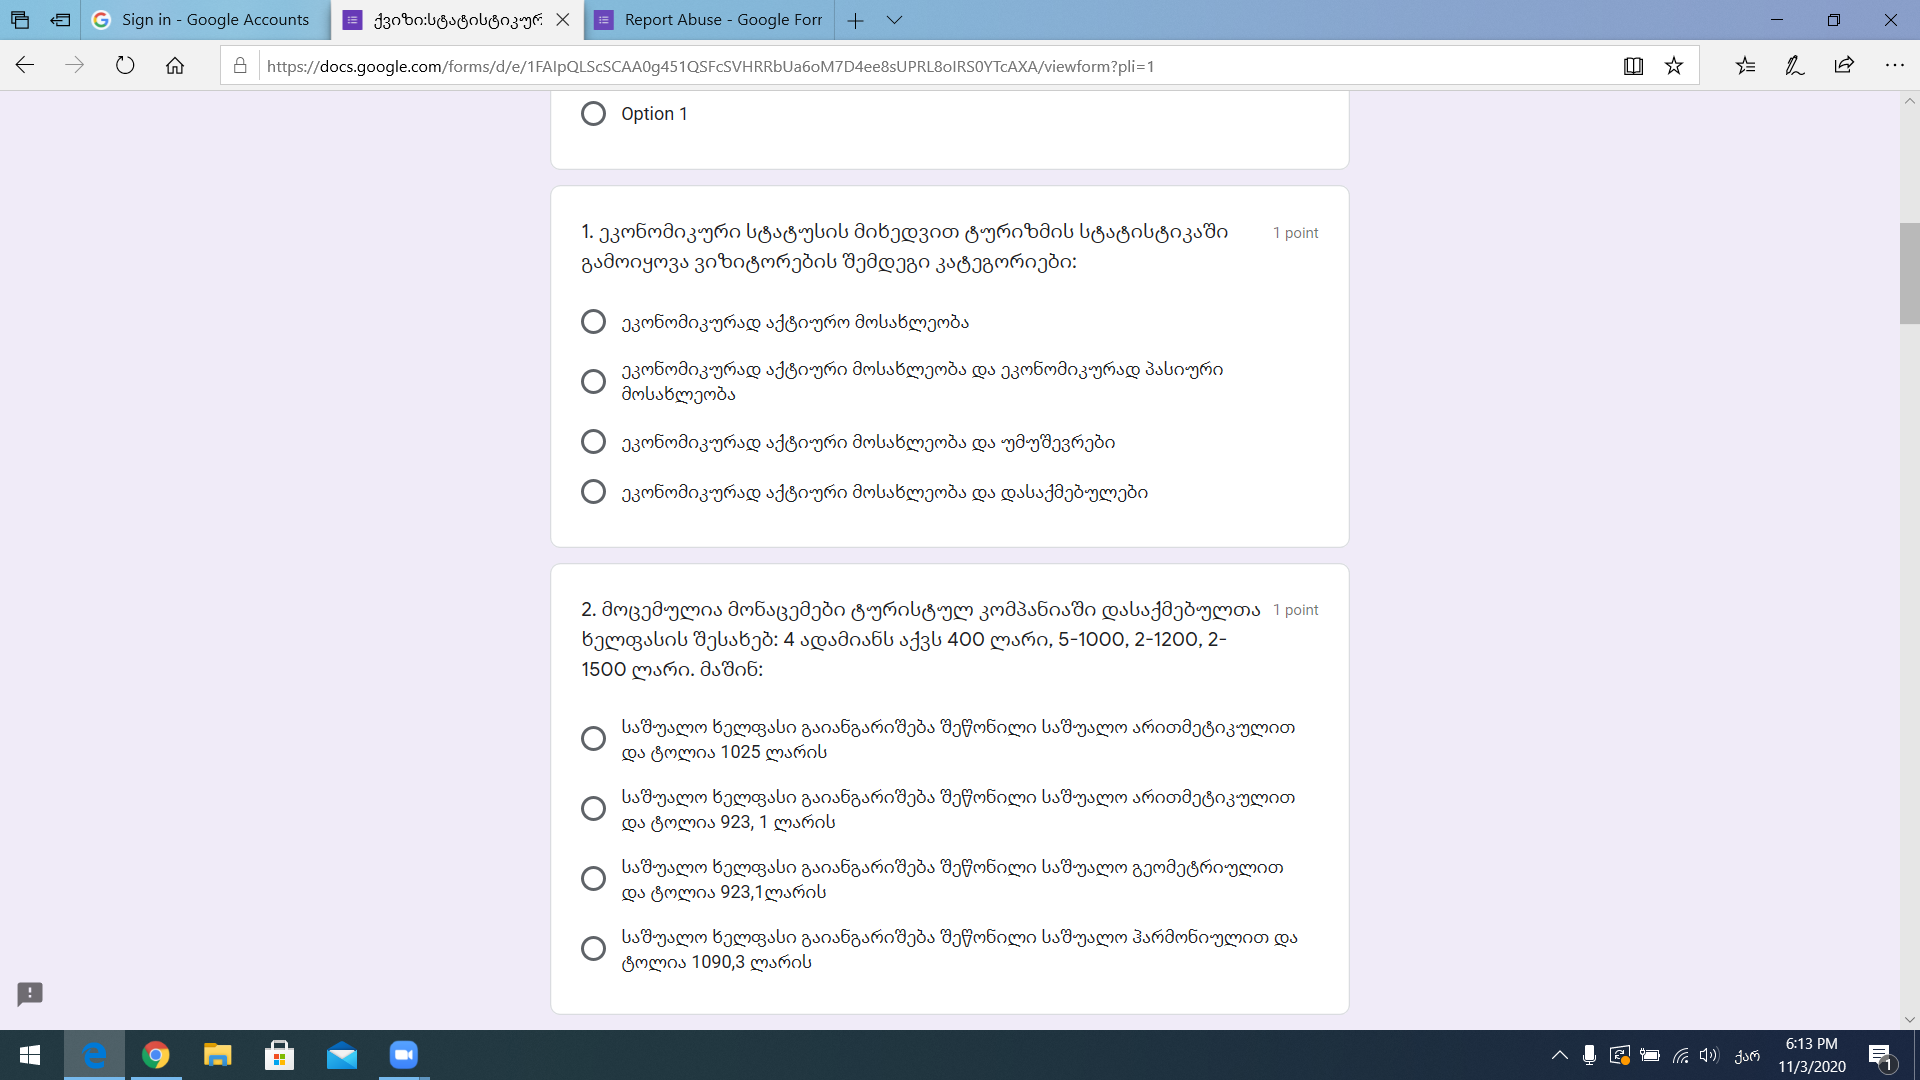 Sign in - Google Accounts
ქვიზი:სტატისტიკურ
Report Abuse - Google Forr
https://docs.google.com/forms/d/e/1FAIpQLScSCAA0g451QSFcSVHRRbUa6oM7D4ee8sUPRL8oIRS0YTcAXA/viewform?pli=1
Option 1
1. ეკონომიკური სტატუსის მიხედვით ტურიზმის სტატისტიკაში
1 point
გამოიყოვა ვიზიტორების შემდეგი კატეგორიები:
ეკონომიკურად აქტიურო მოსახლეობა
ეკონომიკურად აქტიური მოსახლეობა და ეკონომიკურად პასიური
მოსახლეობა
ეკონომიკურად აქტიური მოსახლეობა და უმუშევრები
ეკონომიკურად აქტიური მოსახლეობა და დასაქმებულები
2. მოცემულია მონაცემები ტურისტულ კომპანიაში დასაქმებულთა
1 point
ხელფასის შესახებ: 4 ადამიანს აქვს 400 ლარი, 5-1000, 2-1200, 2-
1500 ლარი. მაშინ:
საშუალო ხელფასი გაიანგარიშება შეწონილი საშუალო არითმეტიკულით
და ტოლია 1025 ლარის
საშუალო ხელფასი გაიანგარიშება შეწონილი საშუალო არითმეტიკულით
და ტოლია 923, 1 ლარის
საშუალო ხელფასი გაიანგარიშება შეწონილი საშუალო გეომეტრიულით
და ტოლია 923,1ლარის
საშუალო ხელფასი გაიანგარიშება შეწონილი საშუალო ჰარმონიულით და
ტოლია 1090,3 ლარის
ქარ
6:13 PM
11/3/2020
1